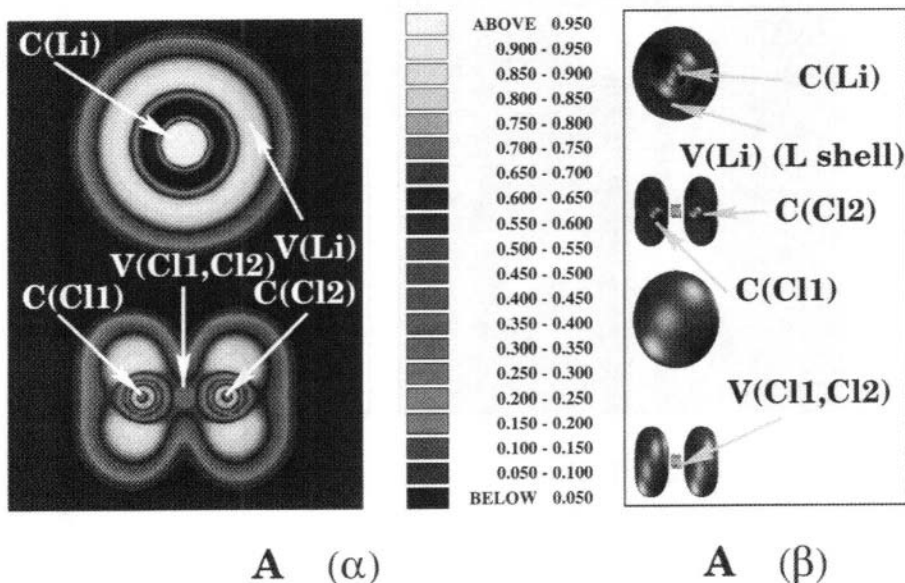 C(Li)
V(Li)
V(Cl1,Cl2)
C(Cl1)
C(Cl2)
A (α)
ABOVE 0.950
0.900 - 0.950
0.850 - 0.900
0.800 - 0.850
0.750 - 0.800
0.700 - 0.750
0.650 - 0.700
0.600 - 0.650
0.550 - 0.600
0.500 - 0.550
0.450 - 0.500
0.400 - 0.450
0.350 - 0.400
0.300 - 0.350
0.250 - 0.300
0.200 - 0.250
0.150 - 0.200
0.100 - 0.150
0.050 - 0.100
BELOW 0.050
C(Li)
V(Li) (L shell)
C(Cl2)
C(Cl1)
V(Cl1,Cl2)
A (β)